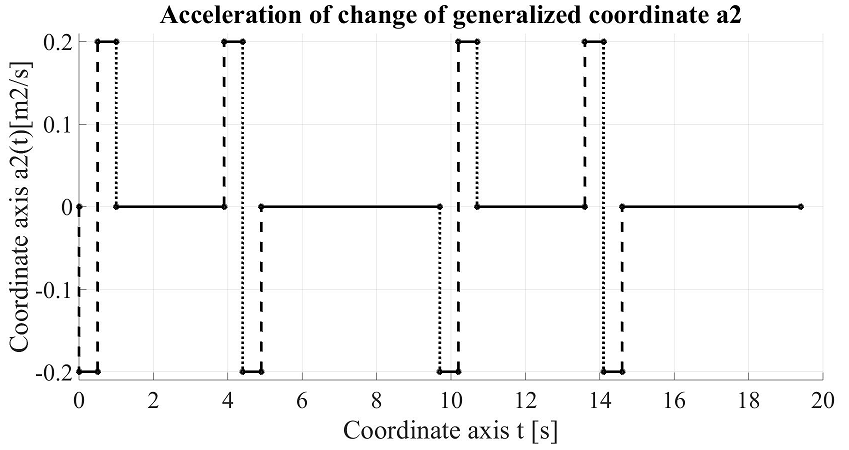 Acceleration of change of generalized coordinate a2
Coordinate axis a2(t)[m2/s]
0.2
0.1
0
-0.1
-0.2
0 2 4 6 8 10 12 14 16 18 20
Coordinate axis t [s]